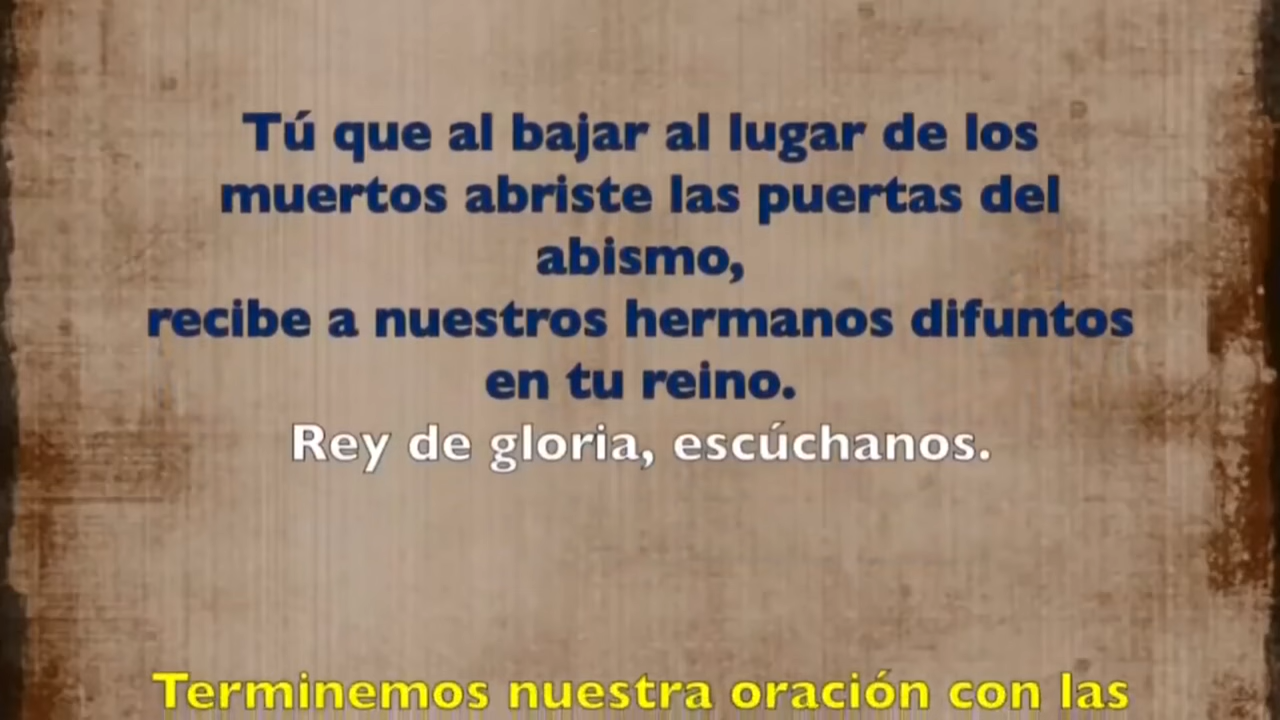 Tú que al bajar al lugar de los
muertos abriste las puertas del
abismo,
recibe a nuestros hermanos difuntos
en tu reino.
Rey de gloria, escúchanos.
Terminemos nuestra oración con las